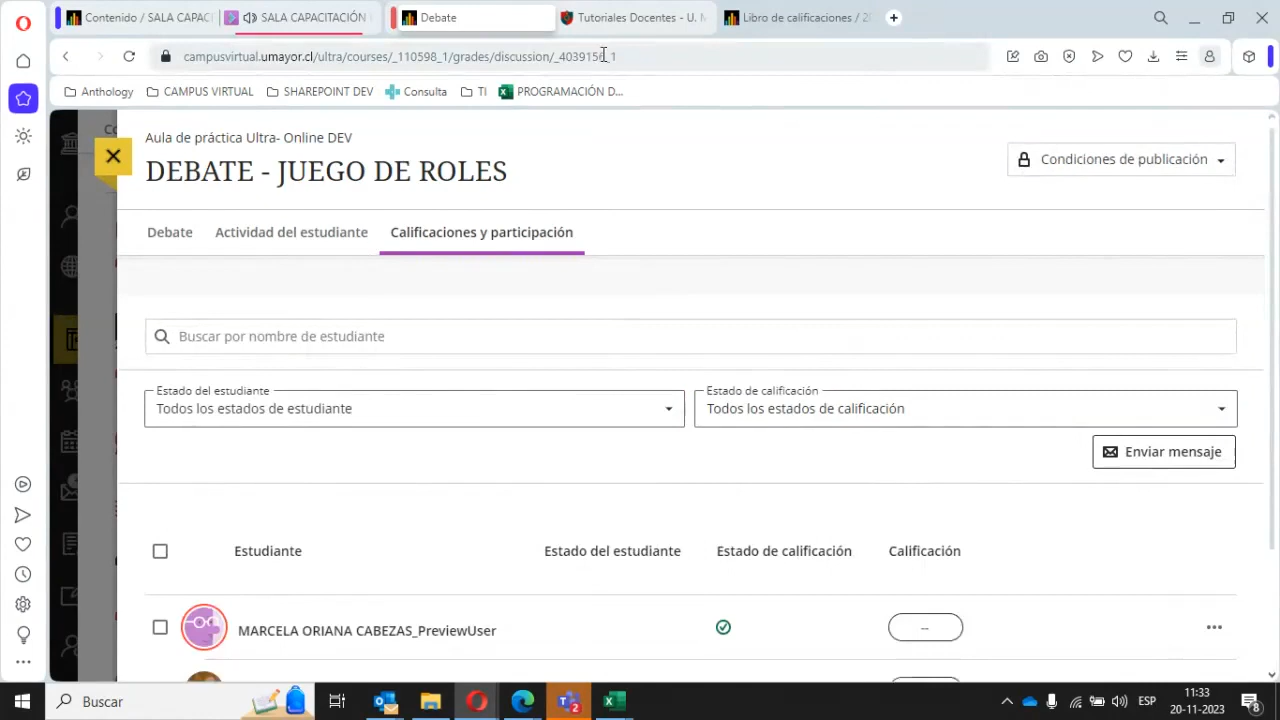 Contenido / SALA CAPAC
SALA CAPACITACIÓN
Debate
Tutoriales Docentes - U. M
Libro de calificaciones / 20
campusvirtual.umayor.cl/ultra/courses/_110598_1/grades/discussion/_4039156_1
Anthology
CAMPUS VIRTUAL
SHAREPOINT DEV
Consulta
TI
PROGRAMACIÓN D...
Aula de práctica Ultra- Online DEV
DEBATE - JUEGO DE ROLES
Condiciones de publicación
Debate
Actividad del estudiante
Calificaciones y participación
Buscar por nombre de estudiante
Estado del estudiante
Todos los estados de estudiante
Estado de calificación
Todos los estados de calificación
Enviar mensaje
Estudiante
Estado del estudiante
Estado de calificación
Calificación
MARCELA ORIANA CABEZAS_PreviewUser
--
Buscar
2
ESP
11:33
20-11-2023
8